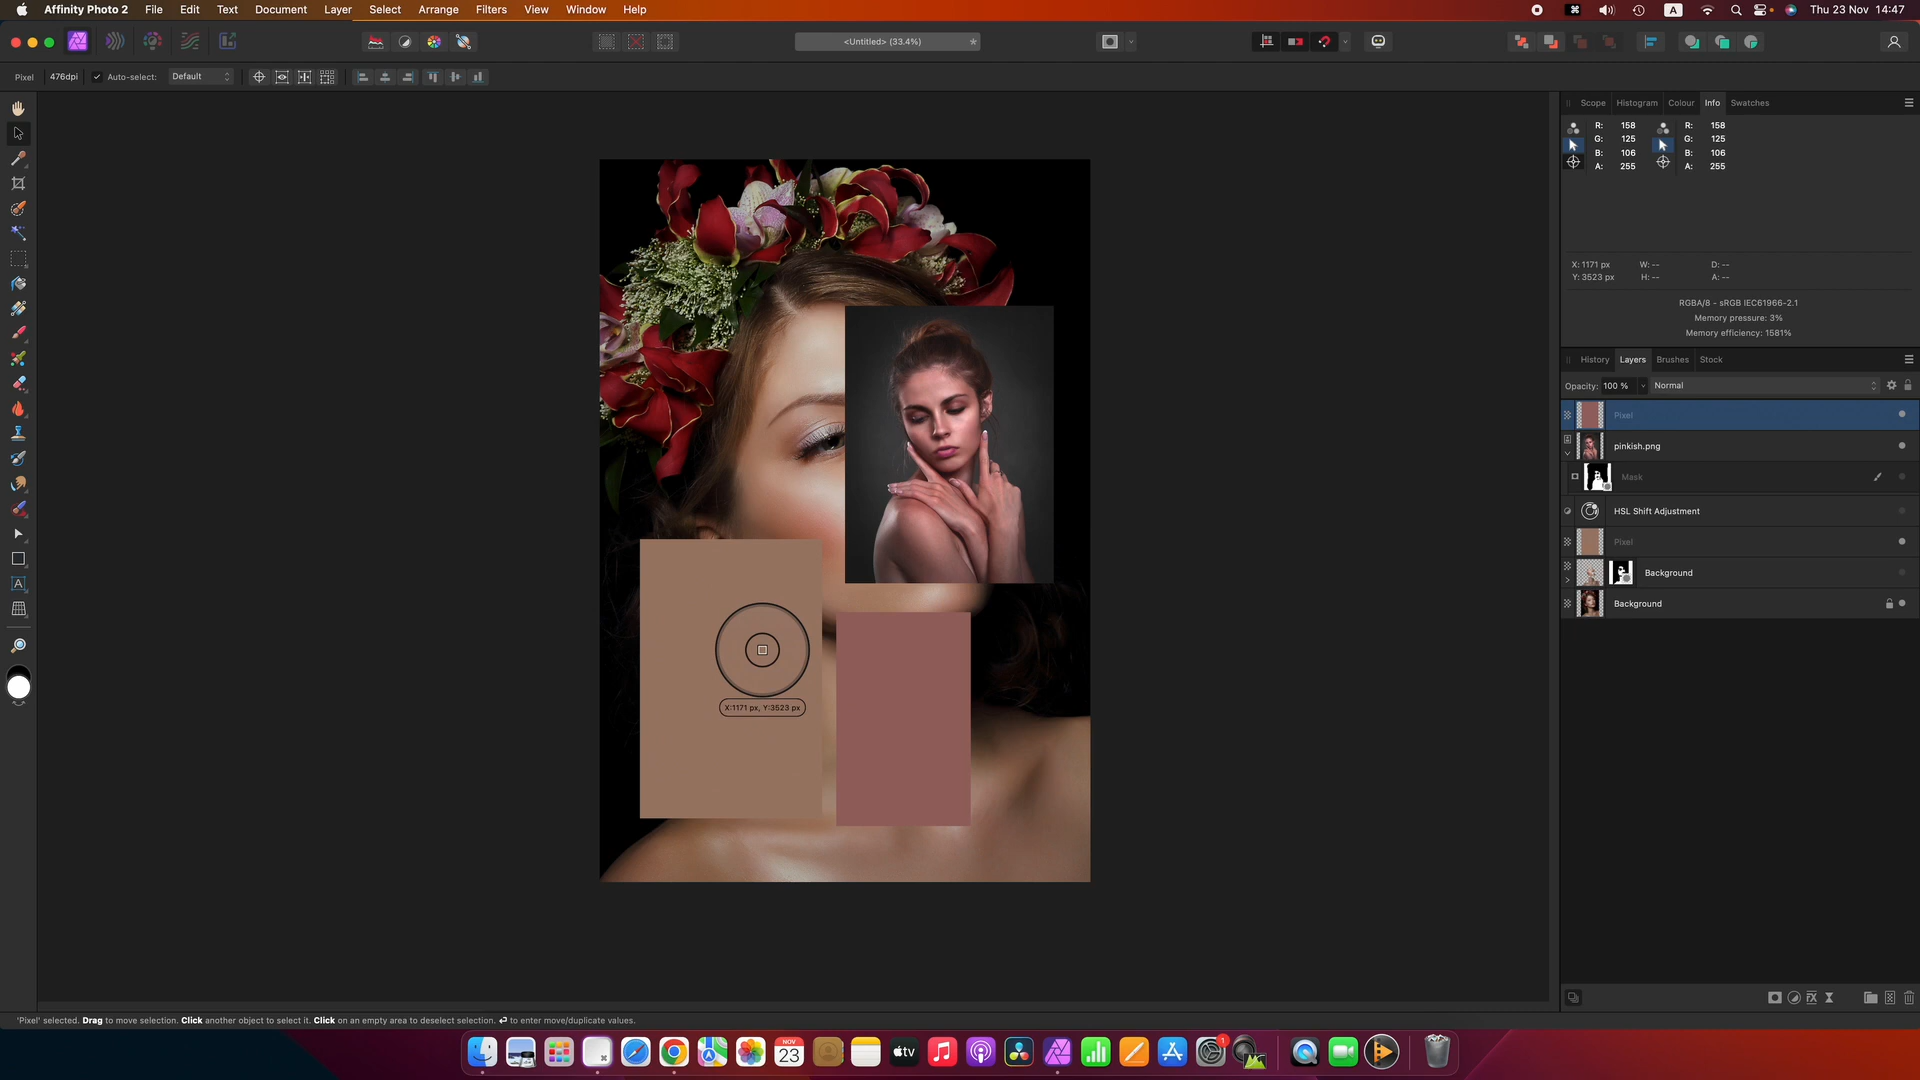 Affinity Photo 2 File Edit Text Document Layer Select Arrange Filters View Window Help A Thu 23 Nov 14:47
<Untitled> (33.4%)
Pixel 476dpi Auto-select: Default
Scope Histogram Colour Info Swatches
R: 158 R: 158
G: 125 G: 125
B: 106 B: 106
A: 255 A: 255
X: 1171 px W: -- D: --
Y: 3523 px H: -- A: --
RGBA/8 - sRGB IEC61966-2.1
Memory pressure: 3%
Memory efficiency: 1581%
History Layers Brushes Stock
Opacity: 100 % Normal
Pixel
pinkish.png
Mask
HSL Shift Adjustment
Pixel
Background
Background
X:1171 px, Y:3523 px
'Pixel' selected. Drag to move selection. Click another object to select it. Click on an empty area to deselect selection. ⏎ to enter move/duplicate values.
NOV
23
tv
1